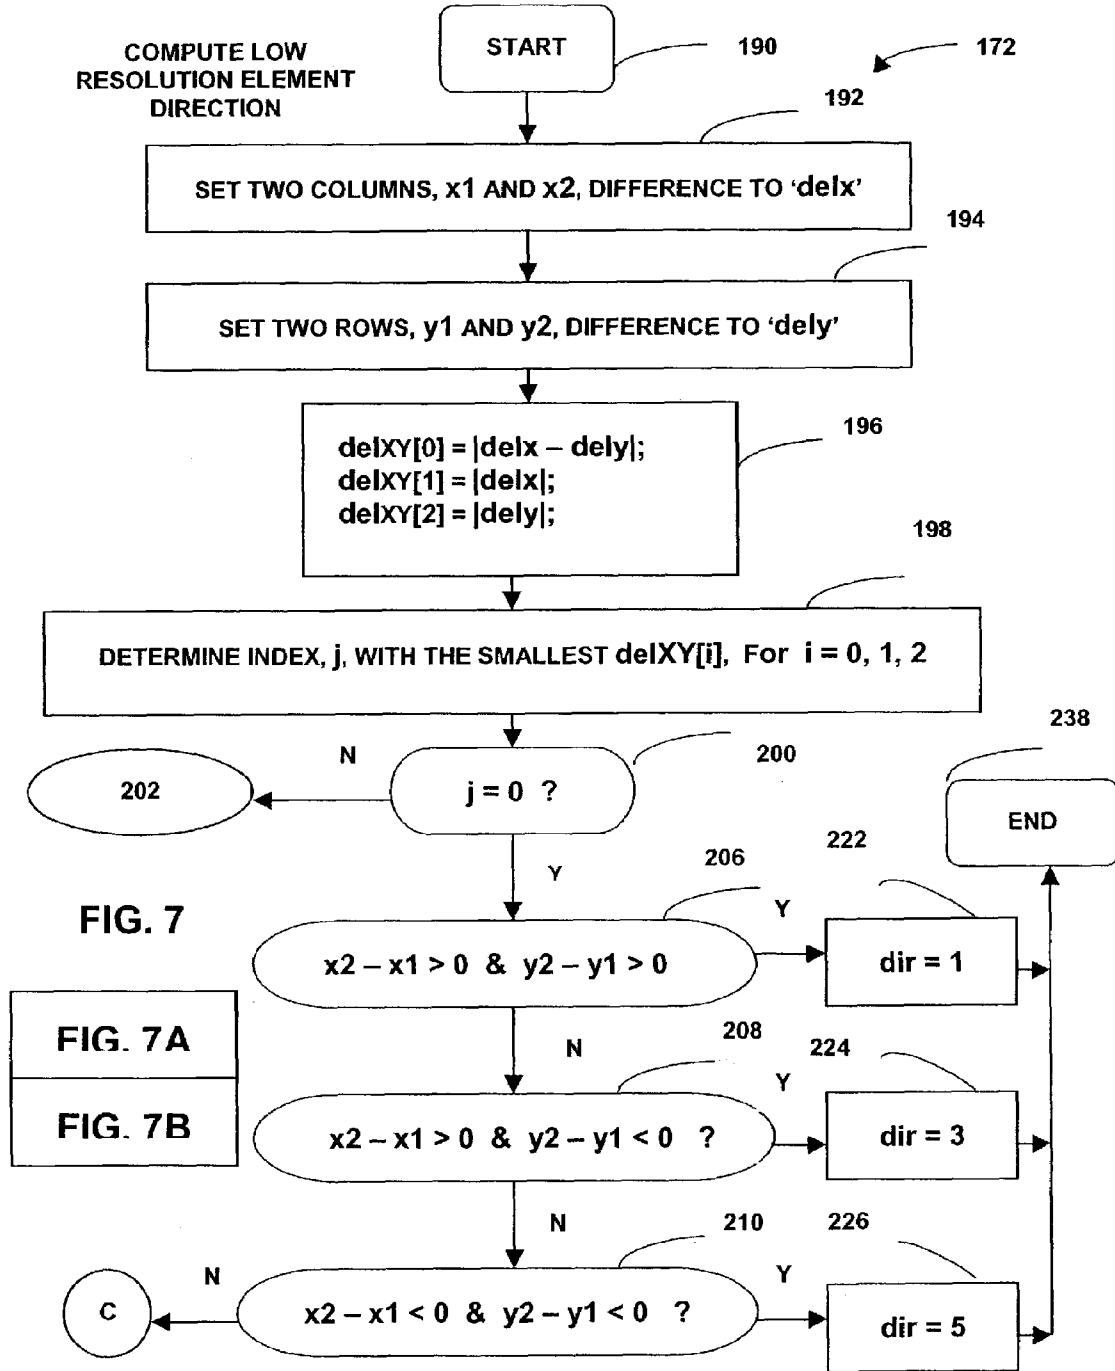 START
190
172
COMPUTE LOW
RESOLUTION ELEMENT
DIRECTION
192
SET TWO COLUMNS, x1 AND x2, DIFFERENCE TO ‘delx’
194
SET TWO ROWS, y1 AND y2, DIFFERENCE TO ‘dely’
196
delXY[0] = |delx – dely|;
delXY[1] = |delx|;
delXY[2] = |dely|;
198
DETERMINE INDEX, j, WITH THE SMALLEST delXY[i], For i = 0, 1, 2
238
N
200
202
j = 0 ?
END
Y
206
222
Y
FIG. 7
x2 – x1 > 0 & y2 – y1 > 0
dir = 1
FIG. 7A
N
208
224
Y
FIG. 7B
x2 – x1 > 0 & y2 – y1 < 0 ?
dir = 3
N
210
226
N
Y
C
x2 – x1 < 0 & y2 – y1 < 0 ?
dir = 5